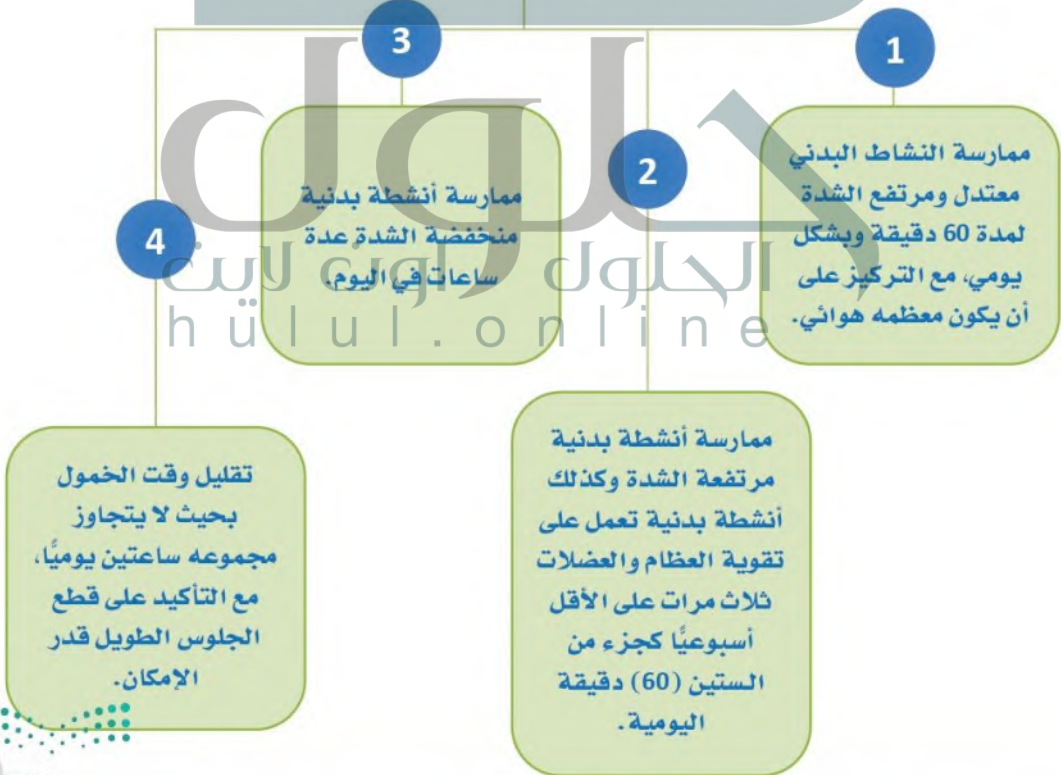 1
ممارسة النشاط البدني
معتدل ومرتفع الشدة
لمدة 60 دقيقة وبشكل
يومي، مع التركيز على
أن يكون معظمه هوائي.
2
ممارسة أنشطة بدنية
مرتفعة الشدة وكذلك
أنشطة بدنية تعمل على
تقوية العظام والعضلات
ثلاث مرات على الأقل
أسبوعيًا كجزء من
الستين (60) دقيقة
اليومية.
3
ممارسة أنشطة بدنية
منخفضة الشدة عدة
ساعات في اليوم.
4
تقليل وقت الخمول
بحيث لا يتجاوز
مجموعه ساعتين يوميًا،
مع التأكيد على قطع
الجلوس الطويل قدر
الإمكان.
حلول
الحلول اون لاين
hülul.online